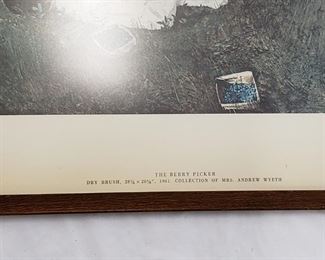 THE BERRY PICKER
DRY BRUSH, 1961. COLLECTION OF MRS. ANDREW WYETH